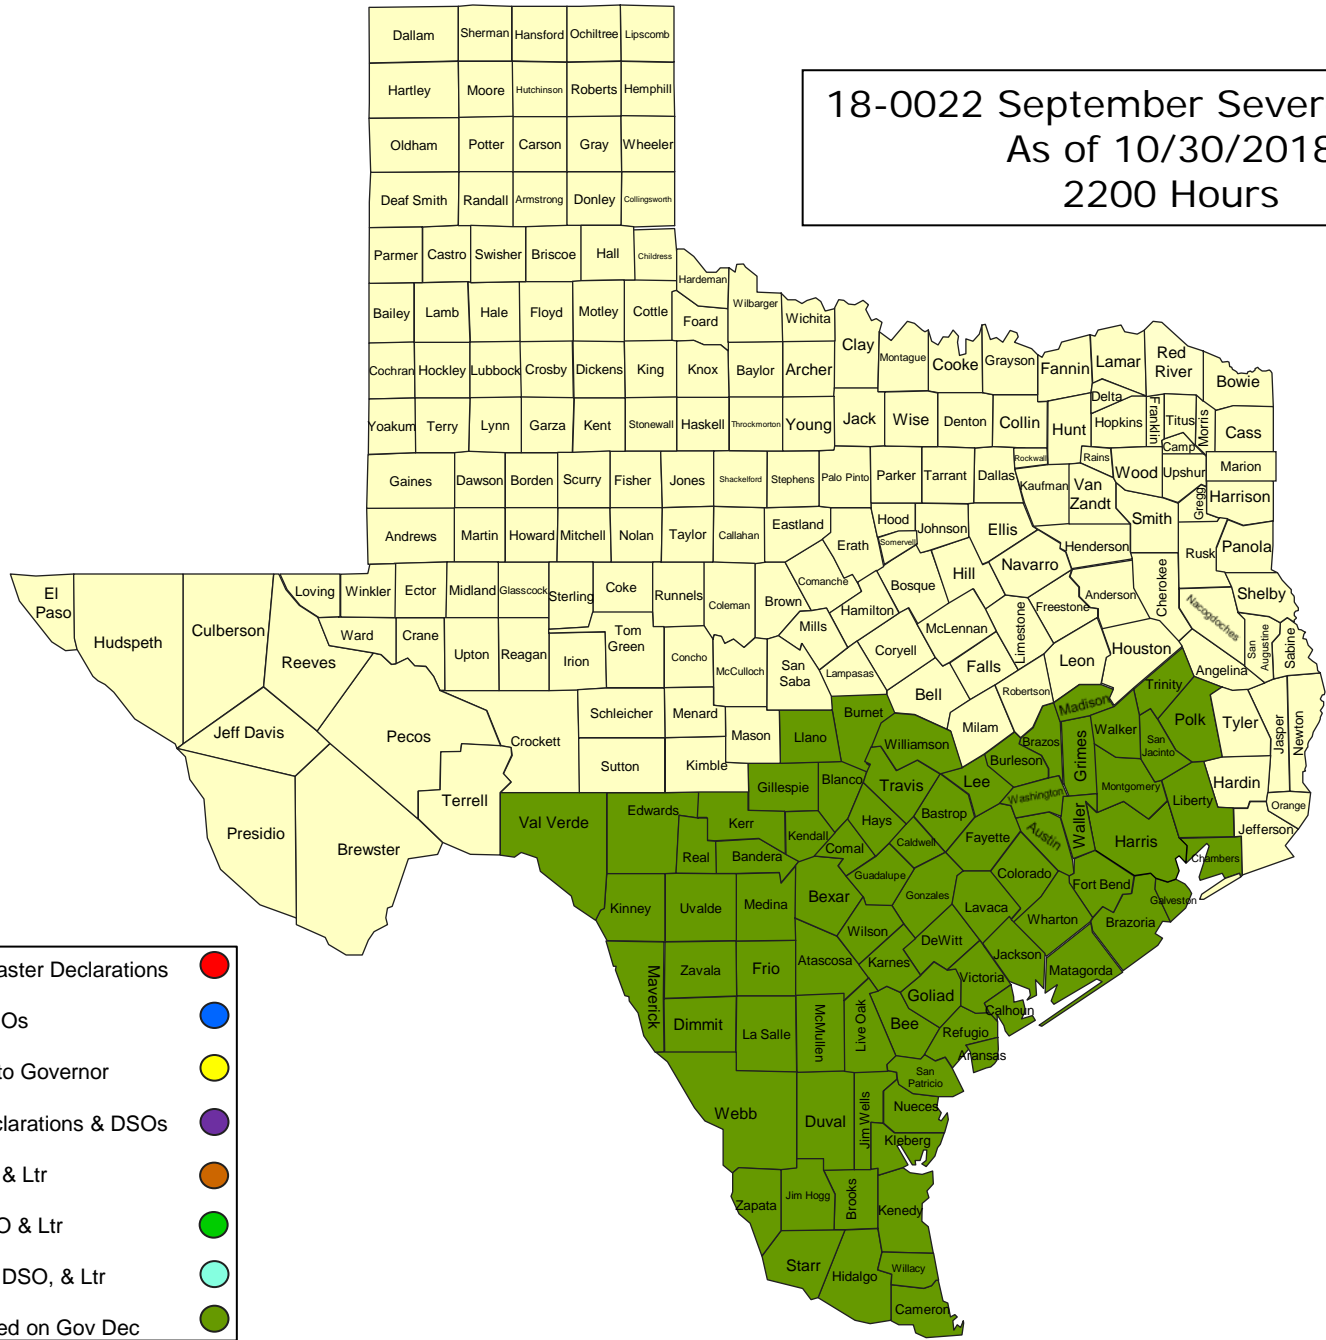 Dallam Sherman Hansford Ochiltree Lipscomb
Hartley Moore Hutchinson Roberts Hemphill
18-0022 September Sever
As of 10/30/2018
2200 Hours
Oldham Potter Carson Gray Wheeler
Deaf Smith Randall Armstrong Donley Collingsworth
Parmer Castro Swisher Briscoe Hall Childress
Hardeman
Bailey Lamb Hale Floyd Motley Cottle Foard Wilbarger Wichita
Clay Montague Cooke Grayson Fannin Lamar Red
River Bowie
Cochran Hockley Lubbock Crosby Dickens King Knox Baylor Archer
Delta
Yoakum Terry Lynn Garza Kent Stonewall Haskell Throckmorton Young Jack Wise Denton Collin Hunt Hopkins Franklin Titus Morris Cass
Camp
Rockwall Rains Wood Upshur Marion
Gaines Dawson Borden Scurry Fisher Jones Shackelford Stephens Palo Pinto Parker Tarrant Dallas Kaufman Van
Zandt Gregg Harrison
Smith
Andrews Martin Howard Mitchell Nolan Taylor Callahan Eastland Erath Hood Somervell Johnson Ellis Henderson Rusk Panola
El
Paso Hudspeth Culberson Loving Winkler Ector Midland Glasscock Sterling Coke Runnels Coleman Brown Comanche Bosque Hill Navarro Anderson Cherokee Nacogdoches Shelby
Hamilton Freestone
Ward Crane Upton Reagan Irion Tom
Green Concho McCulloch San
Saba Mills Lampasas Coryell McLennan Limestone Falls Leon Houston Angelina San
Augustine Sabine
Reeves
Bell Robertson Milam Madison Trinity
Jeff Davis Pecos Crockett Schleicher Menard Mason Llano Burnet Williamson Brazos Grimes Walker San
Jacinto Polk Tyler Jasper Newton
Sutton Kimble Gillespie Blanco Travis Lee Burleson Washington Montgomery Liberty Hardin Orange
Presidio Brewster Terrell Val Verde Edwards Kerr Kendall Hays Bastrop Fayette Austin Waller Harris Jefferson
Real Bandera Comal Caldwell Chambers
Kinney Uvalde Medina Bexar Guadalupe Gonzales Lavaca Colorado Fort Bend Galveston
Wilson DeWitt Wharton Brazoria
Maverick Zavala Frio Atascosa Karnes Victoria Jackson Matagorda
Dimmit La Salle McMullen Live Oak Bee Goliad Refugio Calhoun
Aransas
San
Patricio
Webb Duval Jim Wells Nueces
Kleberg
Zapata Jim Hogg Brooks Kenedy
Starr Hidalgo Willacy
Cameron
aster Declarations
Os
to Governor
clarations & DSOs
& Ltr
O & Ltr
DSO, & Ltr
ed on Gov Dec